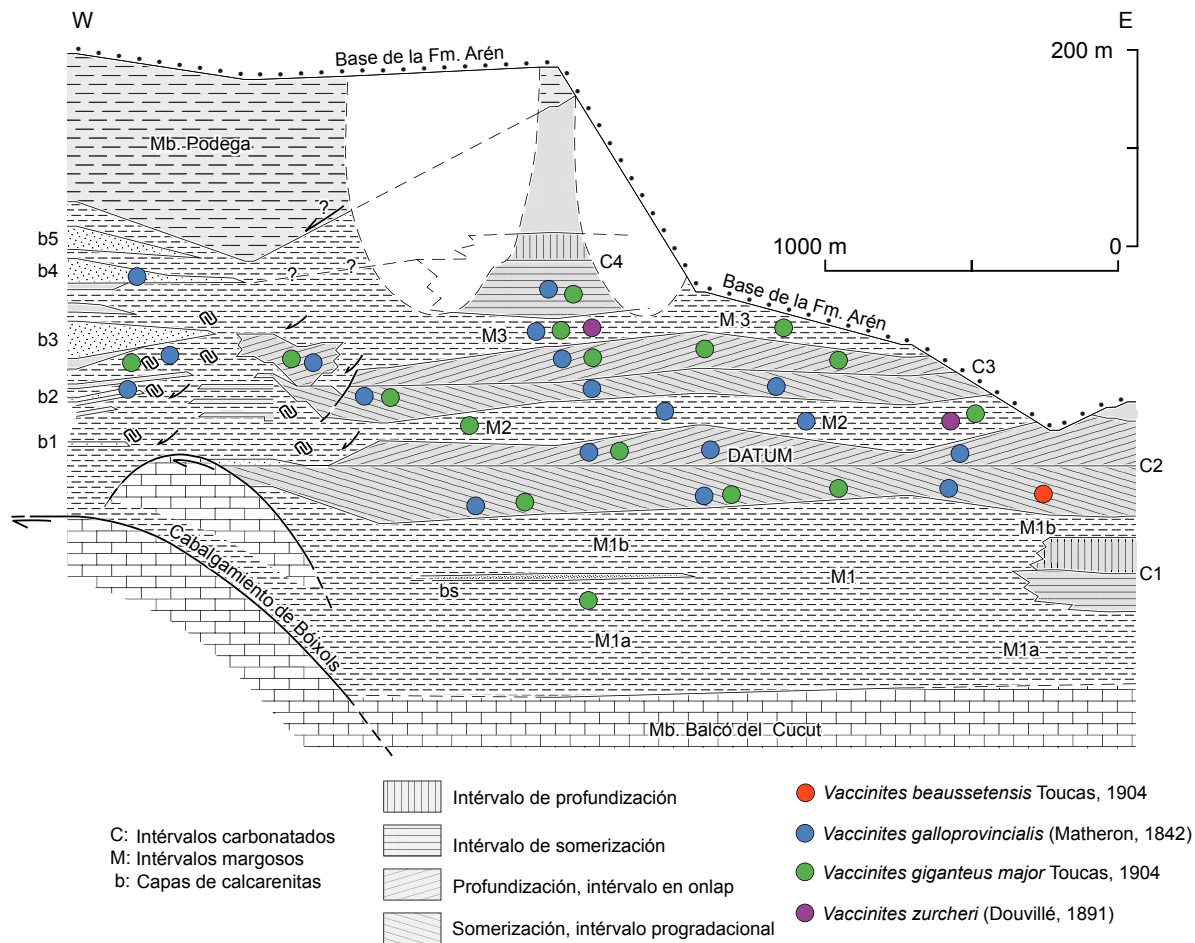 W
E
Base de la Fm. Arén
200 m
Mb. Podega
?
b5
1000 m
0
b4
?
?
C4
Base de la Fm. Arén
b3
M3
M 3
C3
b2
M2
M2
b1
DATUM
C2
M1b
M1b
C1
M1
bs
Cabalgamiento de Bóixols
M1a
M1a
Mb. Balcó del Cucut
C: Intérvalos carbonatados
M: Intérvalos margosos
b: Capas de calcarenitas
Intérvalo de profundización
Intérvalo de somerización
Profundización, intérvalo en onlap
Somerización, intérvalo progradacional
Vaccinites beaussetensis Toucas, 1904
Vaccinites galloprovincialis (Matheron, 1842)
Vaccinites giganteus major Toucas, 1904
Vaccinites zurcheri (Douvillé, 1891)